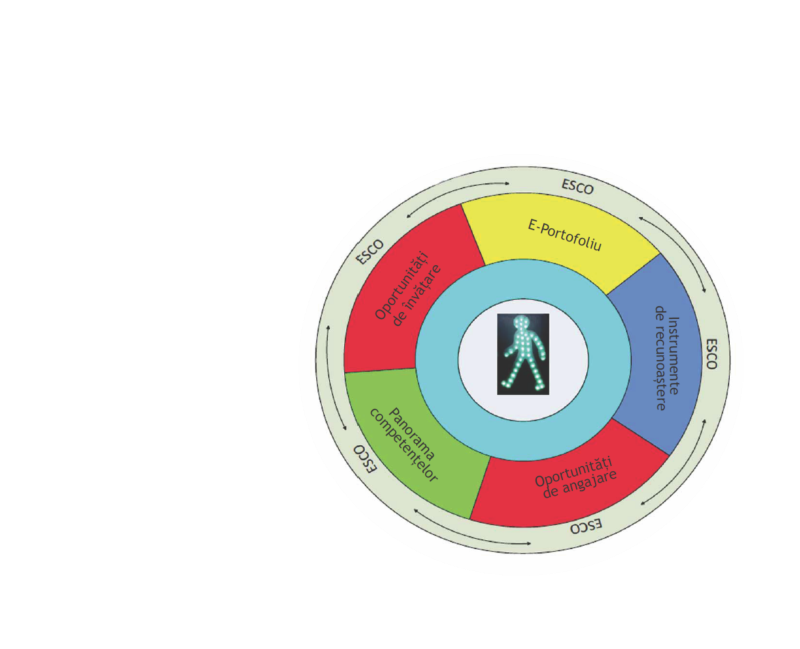 ESCO
E-Portofoliu
ESCO
Instrumente
de recunoaștere
ESCO
Oportunități
de angajare
ESCO
Panorama
competențelor
ESCO
Oportunități
de învățare